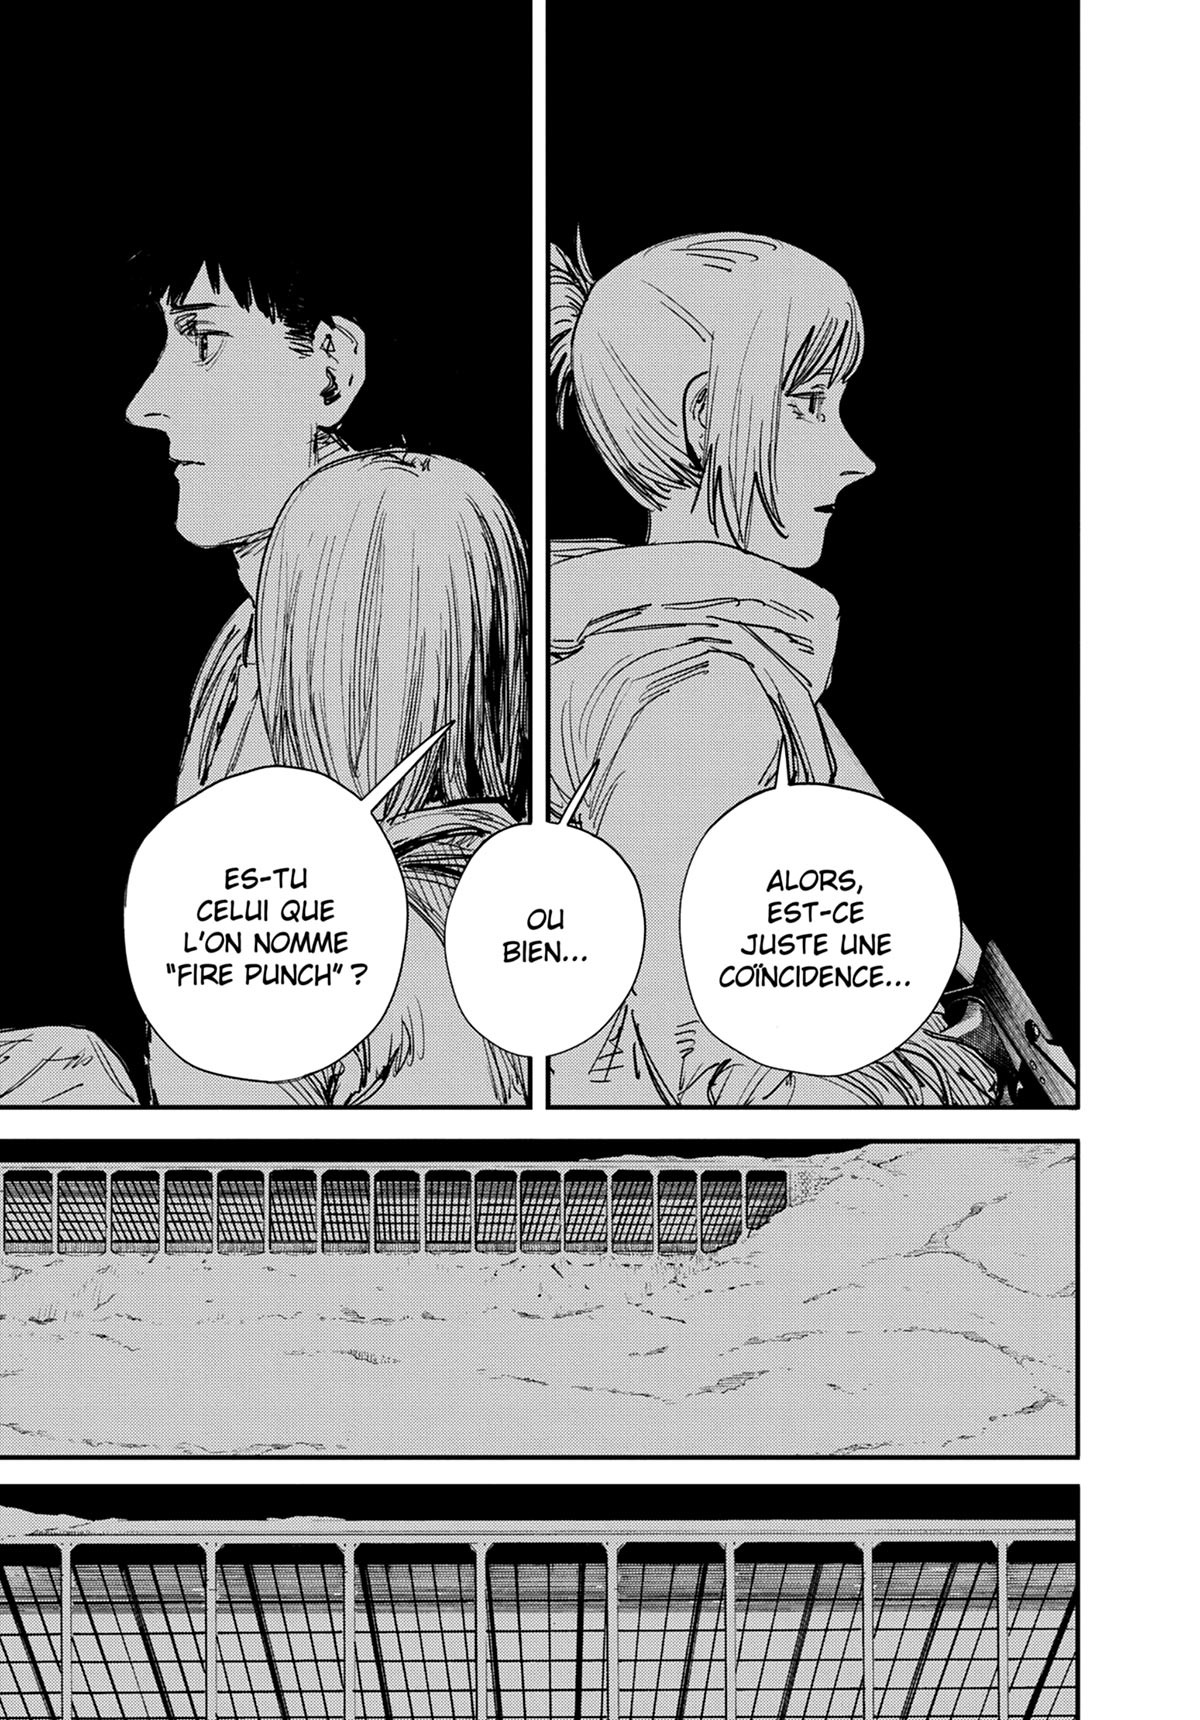 ALORS,
EST-CE
JUSTE UNE
COÏNCIDENCE...
OU
BIEN...
ES-TU
CELUI QUE
L'ON NOMME
"FIRE PUNCH" ?